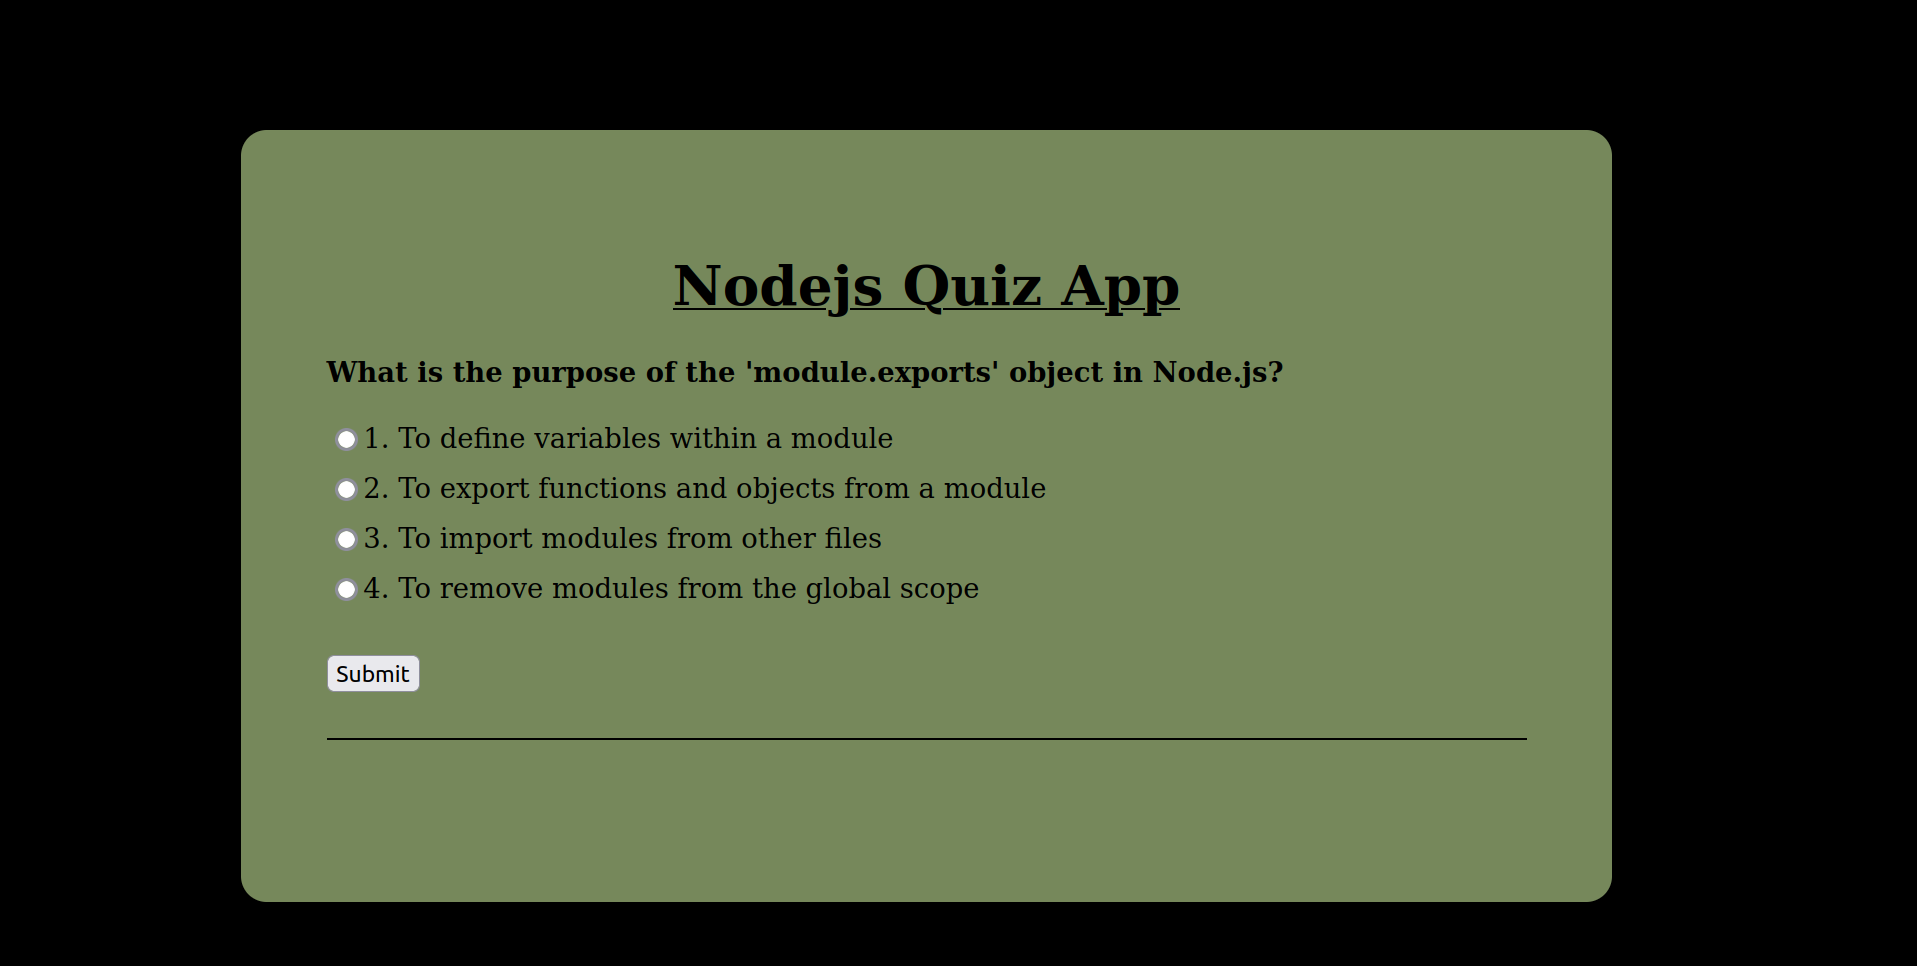 Nodejs Quiz App
What is the purpose of the 'module.exports' object in Node.js?
1. To define variables within a module
2. To export functions and objects from a module
3. To import modules from other files
4. To remove modules from the global scope
Submit